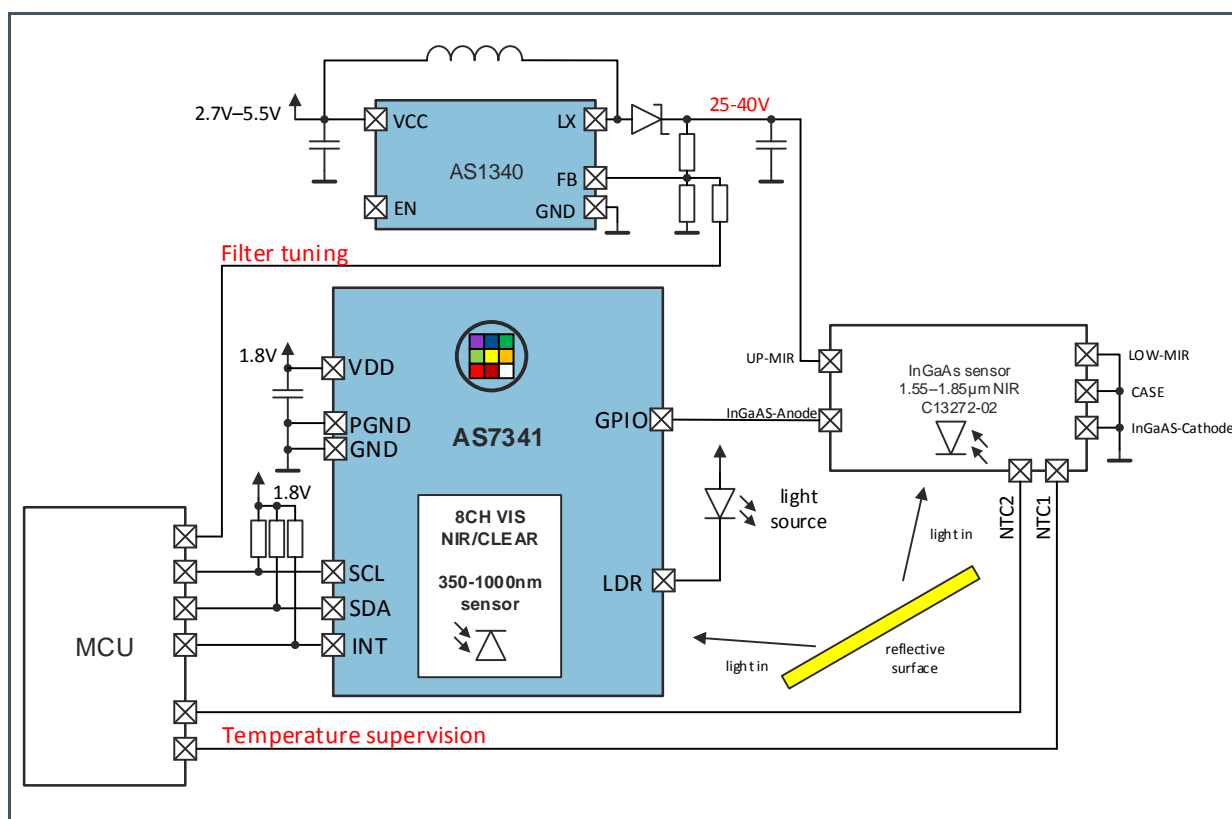 2.7V–5.5V
VCC
LX
25-40V
AS1340
FB
EN
GND
Filter tuning
1.8V
VDD
PGND
GND
AS7341
GPIO
UP-MIR
InGaAS-Anode
InGaAs sensor
1.55–1.85µm NIR
C13272-02
LOW-MIR
CASE
InGaAS-Cathode
NTC2
NTC1
1.8V
8CH VIS
NIR/CLEAR
350-1000nm
sensor
light
source
light in
LDR
SCL
SDA
INT
MCU
light in
reflective
surface
Temperature supervision